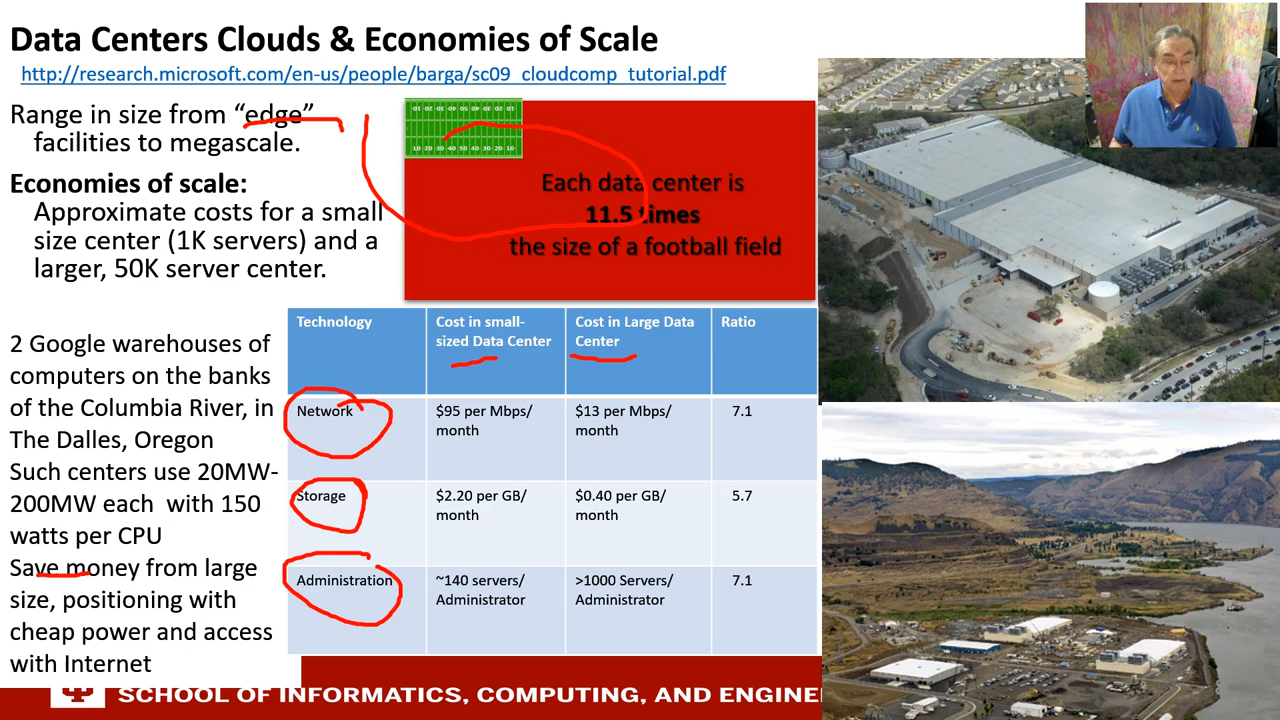 Data Centers Clouds & Economies of Scale
http://research.microsoft.com/en-us/people/barga/sc09_cloudcomp_tutorial.pdf
Range in size from “edge”
facilities to megascale.
Economies of scale:
Approximate costs for a small
size center (1K servers) and a
larger, 50K server center.
Each data center is
11.5 times
the size of a football field
2 Google warehouses of
computers on the banks
of the Columbia River, in
The Dalles, Oregon
Such centers use 20MW-
200MW each with 150
watts per CPU
Save money from large
size, positioning with
cheap power and access
with Internet
Technology
Cost in small-
sized Data Center
Cost in Large Data
Center
Ratio
Network
$95 per Mbps/
month
$13 per Mbps/
month
7.1
Storage
$2.20 per GB/
month
$0.40 per GB/
month
5.7
Administration
~140 servers/
Administrator
>1000 Servers/
Administrator
7.1
SCHOOL OF INFORMATICS, COMPUTING, AND ENGINE